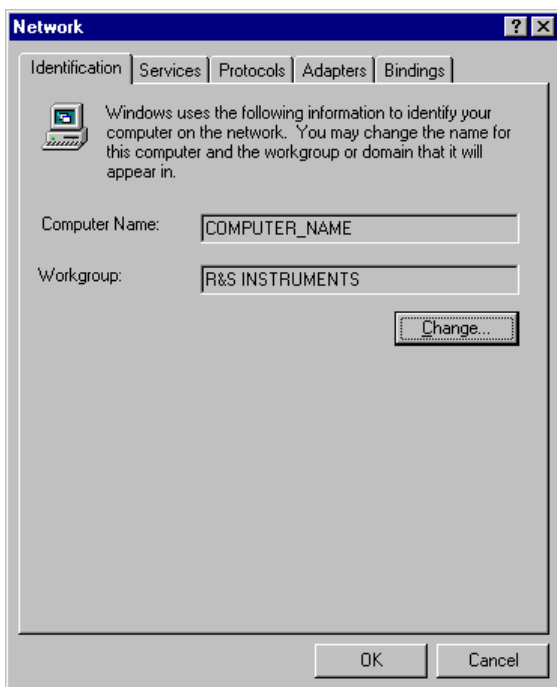 Network
Identification Services Protocols Adapters Bindings
Windows uses the following information to identify your
computer on the network. You may change the name for
this computer and the workgroup or domain that it will
appear in.
Computer Name: COMPUTER_NAME
Workgroup: R&S INSTRUMENTS
Change...
OK Cancel